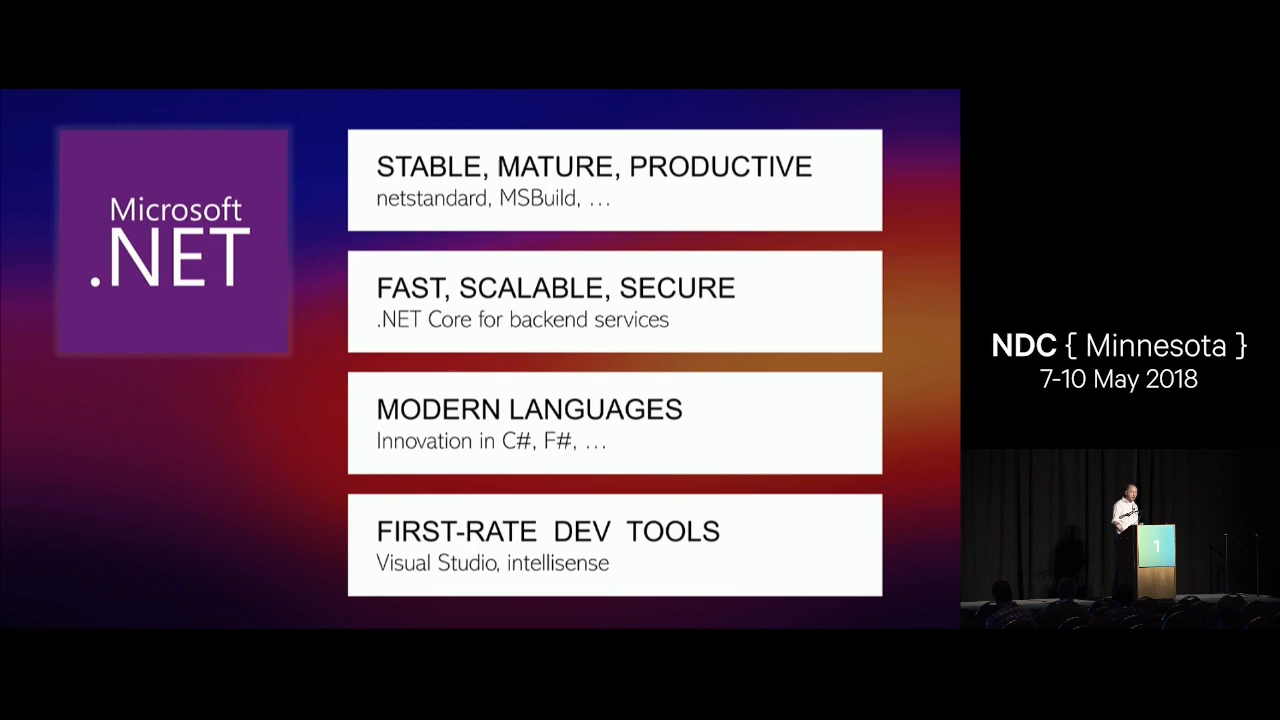 Microsoft
.NET
STABLE, MATURE, PRODUCTIVE
netstandard, MSBuild, …
FAST, SCALABLE, SECURE
.NET Core for backend services
MODERN LANGUAGES
Innovation in C#, F#, …
FIRST-RATE DEV TOOLS
Visual Studio, intellisense
NDC { Minnesota }
7-10 May 2018
1